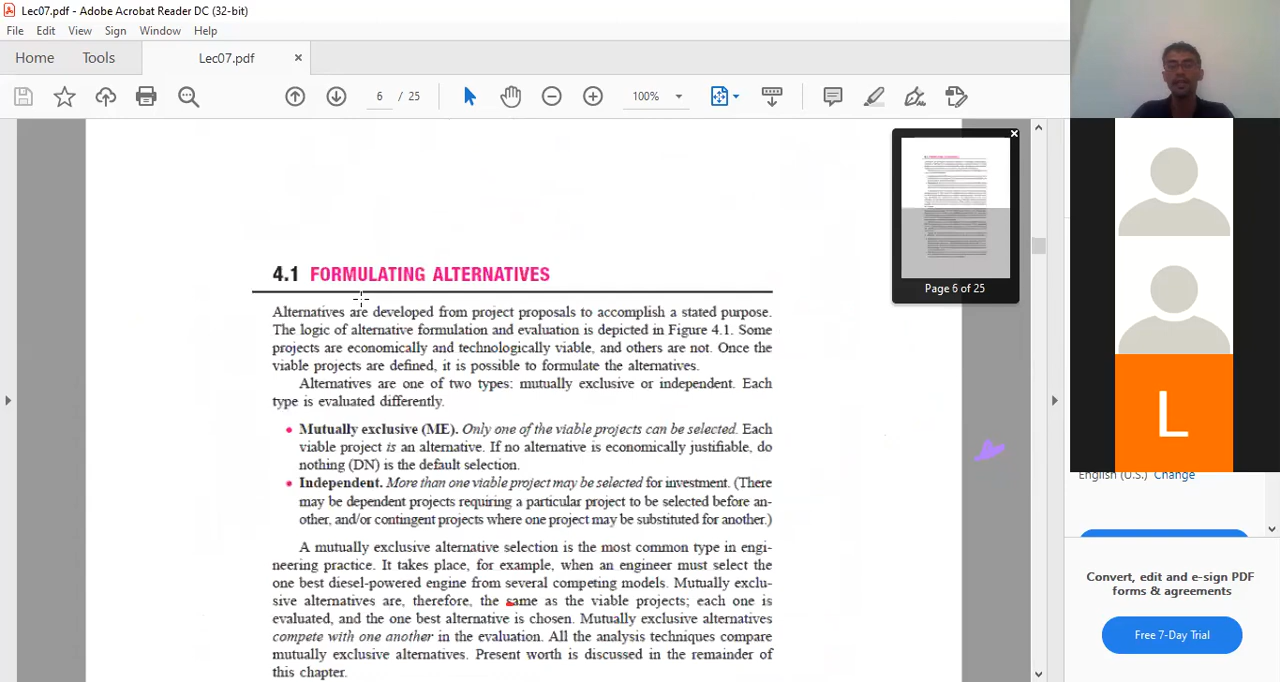 Lec07.pdf - Adobe Acrobat Reader DC (32-bit)
File Edit View Sign Window Help
Home Tools Lec07.pdf ×
6 / 25 100%
4.1 FORMULATING ALTERNATIVES
Alternatives are developed from project proposals to accomplish a stated purpose.
The logic of alternative formulation and evaluation is depicted in Figure 4.1. Some
projects are economically and technologically viable, and others are not. Once the
viable projects are defined, it is possible to formulate the alternatives.
Alternatives are one of two types: mutually exclusive or independent. Each
type is evaluated differently.
• Mutually exclusive (ME). Only one of the viable projects can be selected. Each
viable project is an alternative. If no alternative is economically justifiable, do
nothing (DN) is the default selection.
• Independent. More than one viable project may be selected for investment. (There
may be dependent projects requiring a particular project to be selected before an-
other, and/or contingent projects where one project may be substituted for another.)
A mutually exclusive alternative selection is the most common type in engi-
neering practice. It takes place, for example, when an engineer must select the
one best diesel-powered engine from several competing models. Mutually exclu-
sive alternatives are, therefore, the same as the viable projects; each one is
evaluated, and the one best alternative is chosen. Mutually exclusive alternatives
compete with one another in the evaluation. All the analysis techniques compare
mutually exclusive alternatives. Present worth is discussed in the remainder of
this chapter.
Page 6 of 25
L
English (U.S.) Change
Convert, edit and e-sign PDF
forms & agreements
Free 7-Day Trial